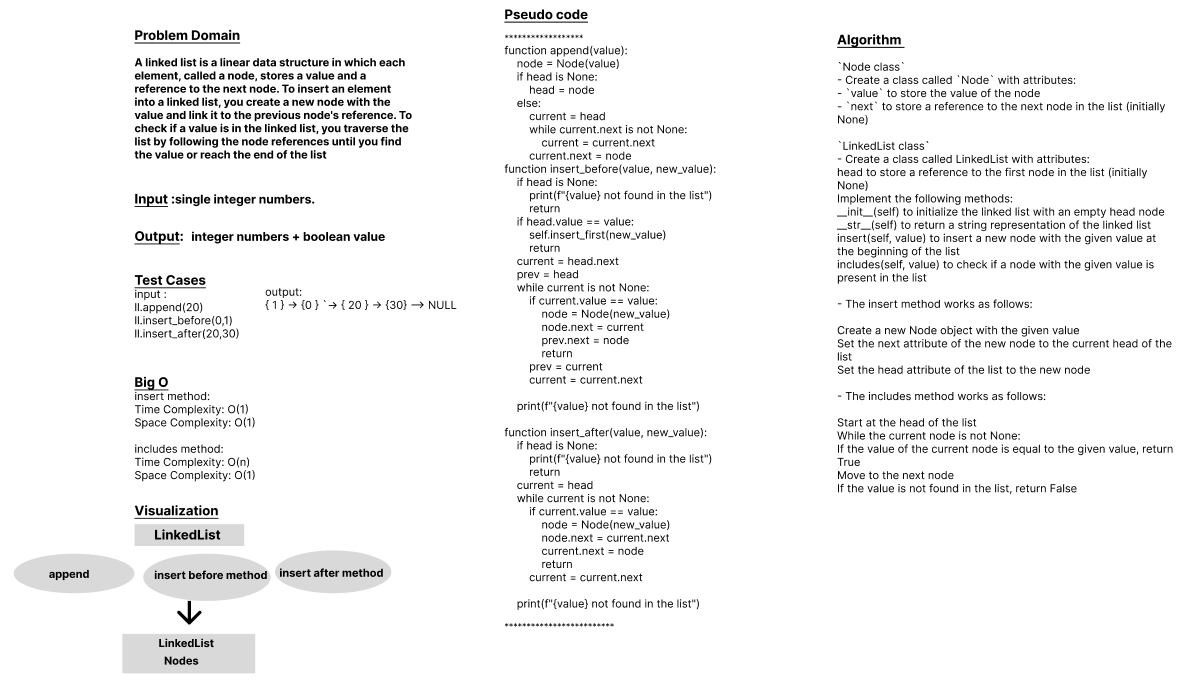 Problem Domain
A linked list is a linear data structure in which each
element, called a node, stores a value and a
reference to the next node. To insert an element
into a linked list, you create a new node with the
value and link it to the previous node's reference. To
check if a value is in the linked list, you traverse the
list by following the node references until you find
the value or reach the end of the list
Input :single integer numbers.
Output: integer numbers + boolean value
Test Cases
input :
ll.append(20)
ll.insert_before(0,1)
ll.insert_after(20,30)
output:
{ 1 } -> {0 } `-> { 20 } -> {30} —> NULL
Big O
insert method:
Time Complexity: O(1)
Space Complexity: O(1)
includes method:
Time Complexity: O(n)
Space Complexity: O(1)
Visualization
LinkedList
append
insert before method
insert after method
LinkedList
Nodes
Pseudo code
******************
function append(value):
node = Node(value)
if head is None:
head = node
else:
current = head
while current.next is not None:
current = current.next
current.next = node
function insert_before(value, new_value):
if head is None:
print(f"{value} not found in the list")
return
if head.value == value:
self.insert_first(new_value)
return
current = head.next
prev = head
while current is not None:
if current.value == value:
node = Node(new_value)
node.next = current
prev.next = node
return
prev = current
current = current.next
print(f"{value} not found in the list")
function insert_after(value, new_value):
if head is None:
print(f"{value} not found in the list")
return
current = head
while current is not None:
if current.value == value:
node = Node(new_value)
node.next = current.next
current.next = node
return
current = current.next
print(f"{value} not found in the list")
*************************
Algorithm
`Node class`
- Create a class called `Node` with attributes:
- `value` to store the value of the node
- `next` to store a reference to the next node in the list (initially
None)
`LinkedList class`
- Create a class called LinkedList with attributes:
head to store a reference to the first node in the list (initially
None)
Implement the following methods:
__init__(self) to initialize the linked list with an empty head node
__str__(self) to return a string representation of the linked list
insert(self, value) to insert a new node with the given value at
the beginning of the list
includes(self, value) to check if a node with the given value is
present in the list
- The insert method works as follows:
Create a new Node object with the given value
Set the next attribute of the new node to the current head of the
list
Set the head attribute of the list to the new node
- The includes method works as follows:
Start at the head of the list
While the current node is not None:
If the value of the current node is equal to the given value, return
True
Move to the next node
If the value is not found in the list, return False